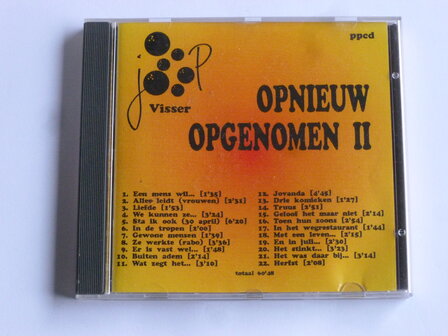 ppcd
joop
Visser
OPNIEUW
OPGENOMEN II
1. Een mens wil... [1'35]
2. Alles leidt (vrouwen) [2'31]
3. Liefde [1'53]
4. We kunnen ze... [3'24]
5. Sta ik ook (30 april) [6'20]
6. In de tropen [2'00]
7. Gewone mensen [1'39]
8. Ze werkte (rabo) [3'36]
9. Er is vast wel... [1'48]
10. Buiten adem [2'14]
11. Wat zegt het... [3'10]
12. Jovanda [4'45]
13. Drie komieken [1'27]
14. Truus [2'51]
15. Geloof het maar niet [2'14]
16. Toen hun zoons [2'54]
17. In het wegrestaurant [1'44]
18. Met een leven... [2'15]
19. En in juli... [2'30]
20. Het stinkt... [2'23]
21. Het was daar bij... [3'14]
22. Herfst [2'08]
totaal 60'48